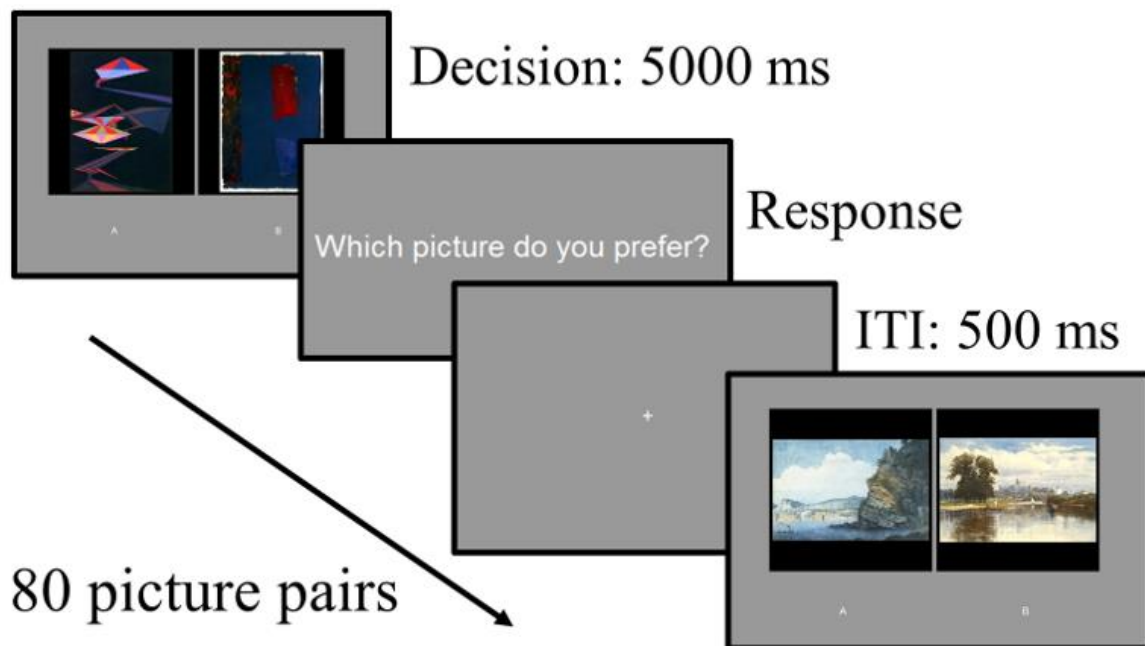 Decision: 5000 ms
A B
Which picture do you prefer?
Response
ITI: 500 ms
+
80 picture pairs
A B